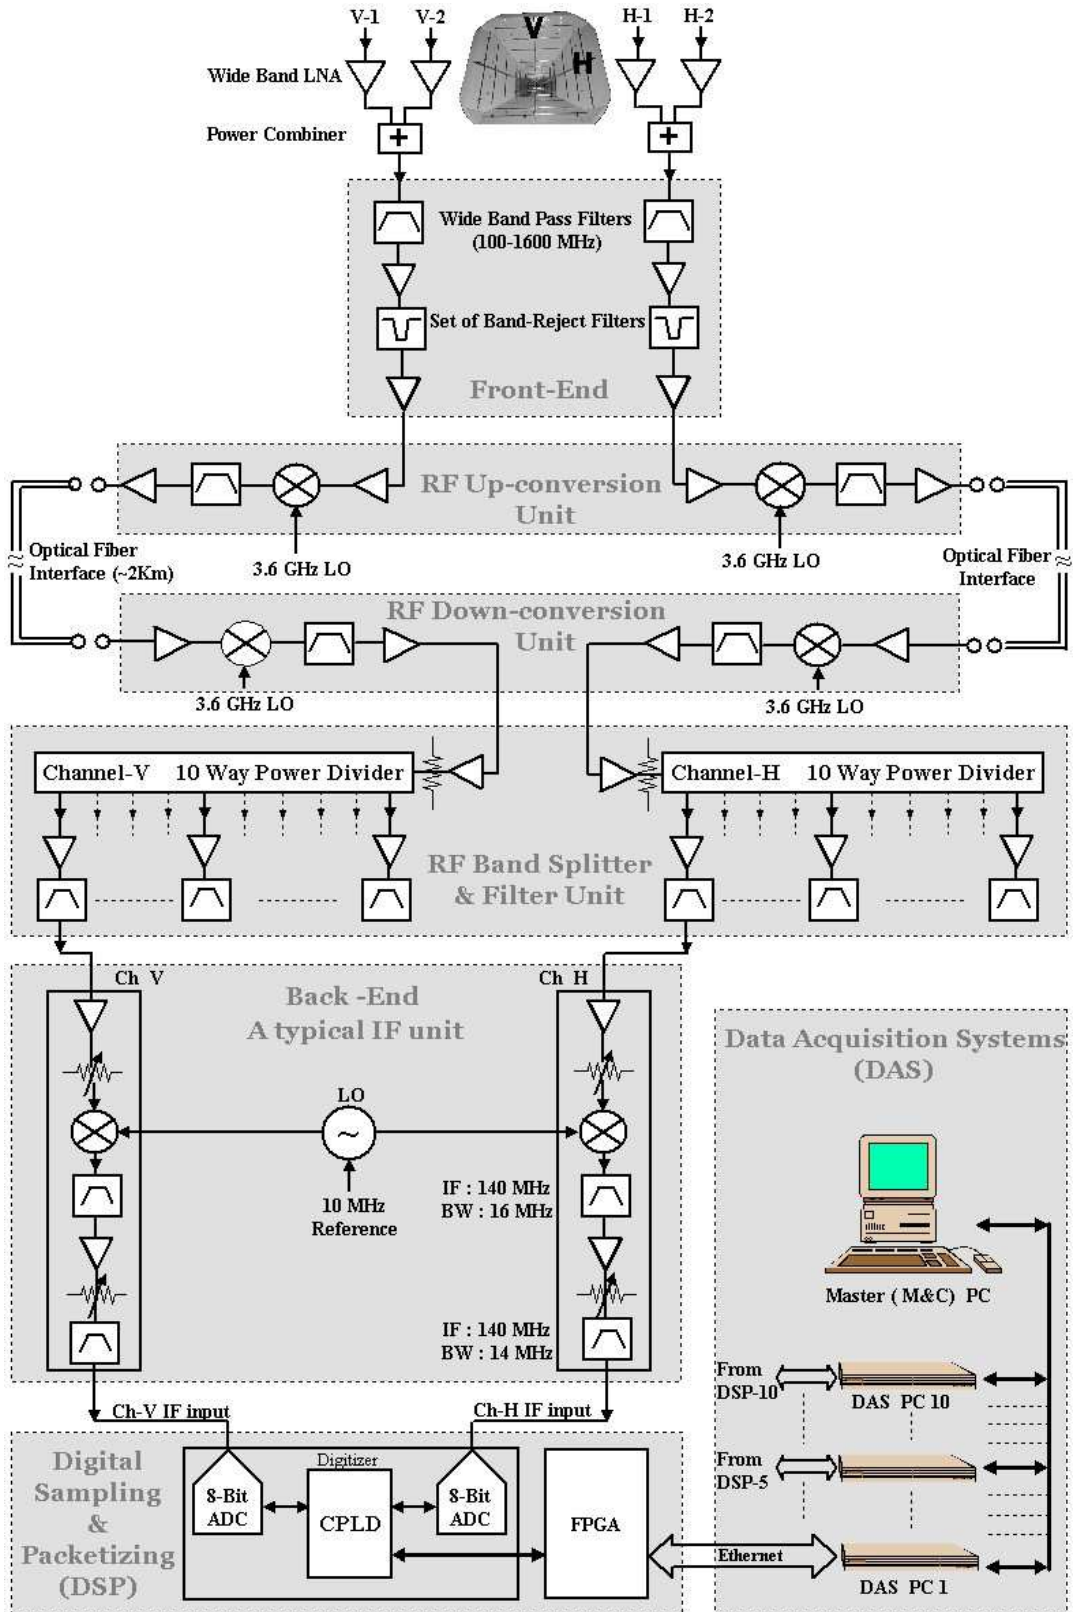 V-1
V-2
H-1
H-2
V
H
Wide Band LNA
Power Combiner
+
+
Wide Band Pass Filters
(100-1600 MHz)
Set of Band-Reject Filters
Front-End
RF Up-conversion
Unit
Optical Fiber
Interface (~2Km)
3.6 GHz LO
3.6 GHz LO
Optical Fiber
Interface
RF Down-conversion
Unit
3.6 GHz LO
3.6 GHz LO
Channel-V 10 Way Power Divider
Channel-H 10 Way Power Divider
RF Band Splitter
& Filter Unit
Ch V
Ch H
Back -End
A typical IF unit
LO
~
10 MHz
Reference
IF : 140 MHz
BW : 16 MHz
IF : 140 MHz
BW : 14 MHz
Data Acquisition Systems
(DAS)
Master ( M&C) PC
From
DSP-10
DAS PC 10
From
DSP-5
Ch-V IF input
Ch-H IF input
Digital
Sampling
&
Packetizing
(DSP)
Digitizer
8-Bit
ADC
CPLD
8-Bit
ADC
FPGA
Ethernet
DAS PC 1